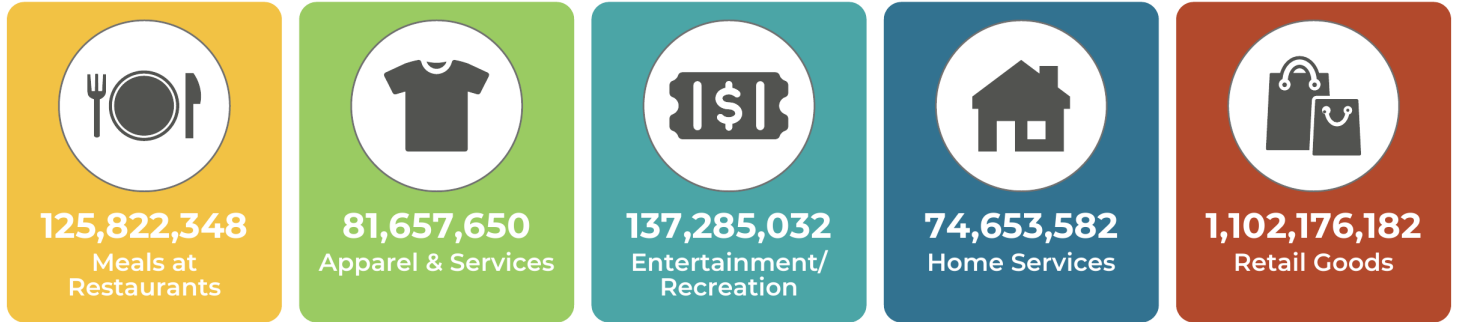 125,822,348
Meals at
Restaurants
81,657,650
Apparel & Services
$
137,285,032
Entertainment/
Recreation
74,653,582
Home Services
1,102,176,182
Retail Goods